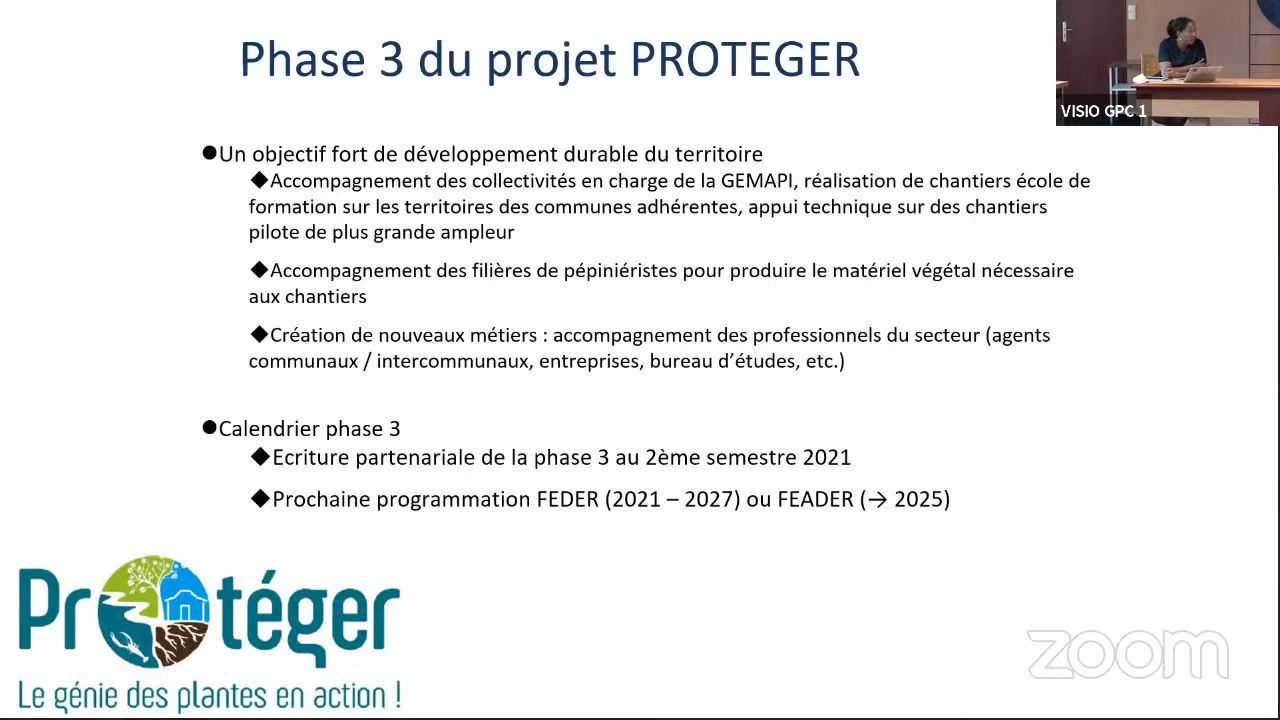 Phase 3 du projet PROTEGER
VISIO GPC 1
●Un objectif fort de développement durable du territoire
◆Accompagnement des collectivités en charge de la GEMAPI, réalisation de chantiers école de
formation sur les territoires des communes adhérentes, appui technique sur des chantiers
pilote de plus grande ampleur
◆Accompagnement des filières de pépiniéristes pour produire le matériel végétal nécessaire
aux chantiers
◆Création de nouveaux métiers : accompagnement des professionnels du secteur (agents
communaux / intercommunaux, entreprises, bureau d’études, etc.)
●Calendrier phase 3
◆Ecriture partenariale de la phase 3 au 2ème semestre 2021
◆Prochaine programmation FEDER (2021 – 2027) ou FEADER (→ 2025)
Protéger
Le génie des plantes en action !
zoom